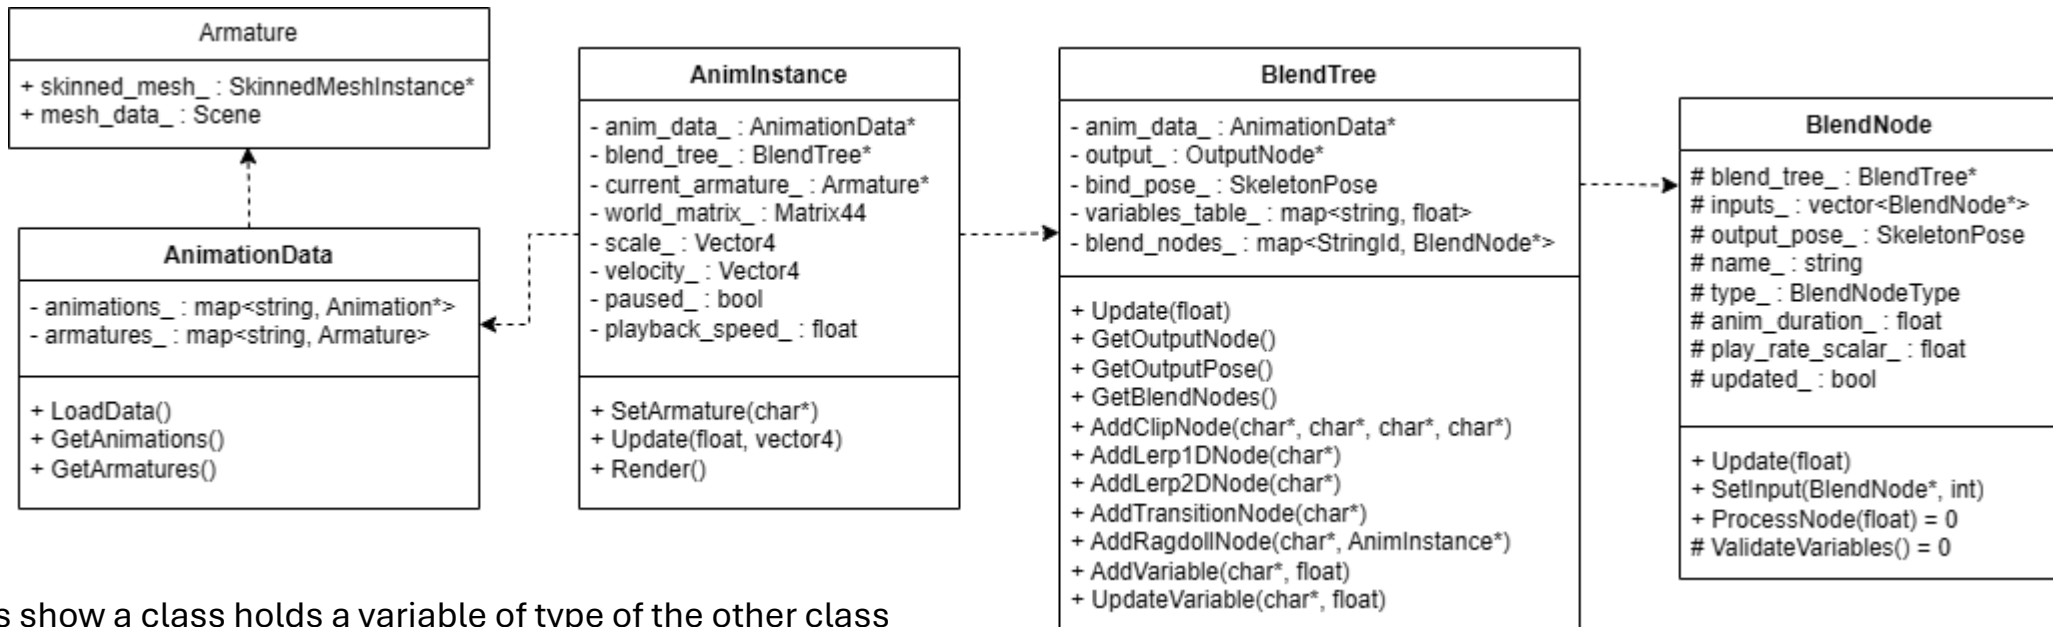 Armature
+ skinned_mesh_ : SkinnedMeshInstance*
+ mesh_data_ : Scene
AnimationData
- animations_ : map<string, Animation*>
- armatures_ : map<string, Armature>
+ LoadData()
+ GetAnimations()
+ GetArmatures()
AnimInstance
- anim_data_ : AnimationData*
- blend_tree_ : BlendTree*
- current_armature_ : Armature*
- world_matrix_ : Matrix44
- scale_ : Vector4
- velocity_ : Vector4
- paused_ : bool
- playback_speed_ : float
+ SetArmature(char*)
+ Update(float, vector4)
+ Render()
BlendTree
- anim_data_ : AnimationData*
- output_ : OutputNode*
- bind_pose_ : SkeletonPose
- variables_table_ : map<string, float>
- blend_nodes_ : map<StringId, BlendNode*>
+ Update(float)
+ GetOutputNode()
+ GetOutputPose()
+ GetBlendNodes()
+ AddClipNode(char*, char*, char*, char*)
+ AddLerp1DNode(char*)
+ AddLerp2DNode(char*)
+ AddTransitionNode(char*)
+ AddRagdollNode(char*, AnimInstance*)
+ AddVariable(char*, float)
+ UpdateVariable(char*, float)
BlendNode
# blend_tree_ : BlendTree*
# inputs_ : vector<BlendNode*>
# output_pose_ : SkeletonPose
# name_ : string
# type_ : BlendNodeType
# anim_duration_ : float
# play_rate_scalar_ : float
# updated_ : bool
+ Update(float)
+ SetInput(BlendNode*, int)
+ ProcessNode(float) = 0
# ValidateVariables() = 0
s show a class holds a variable of type of the other class